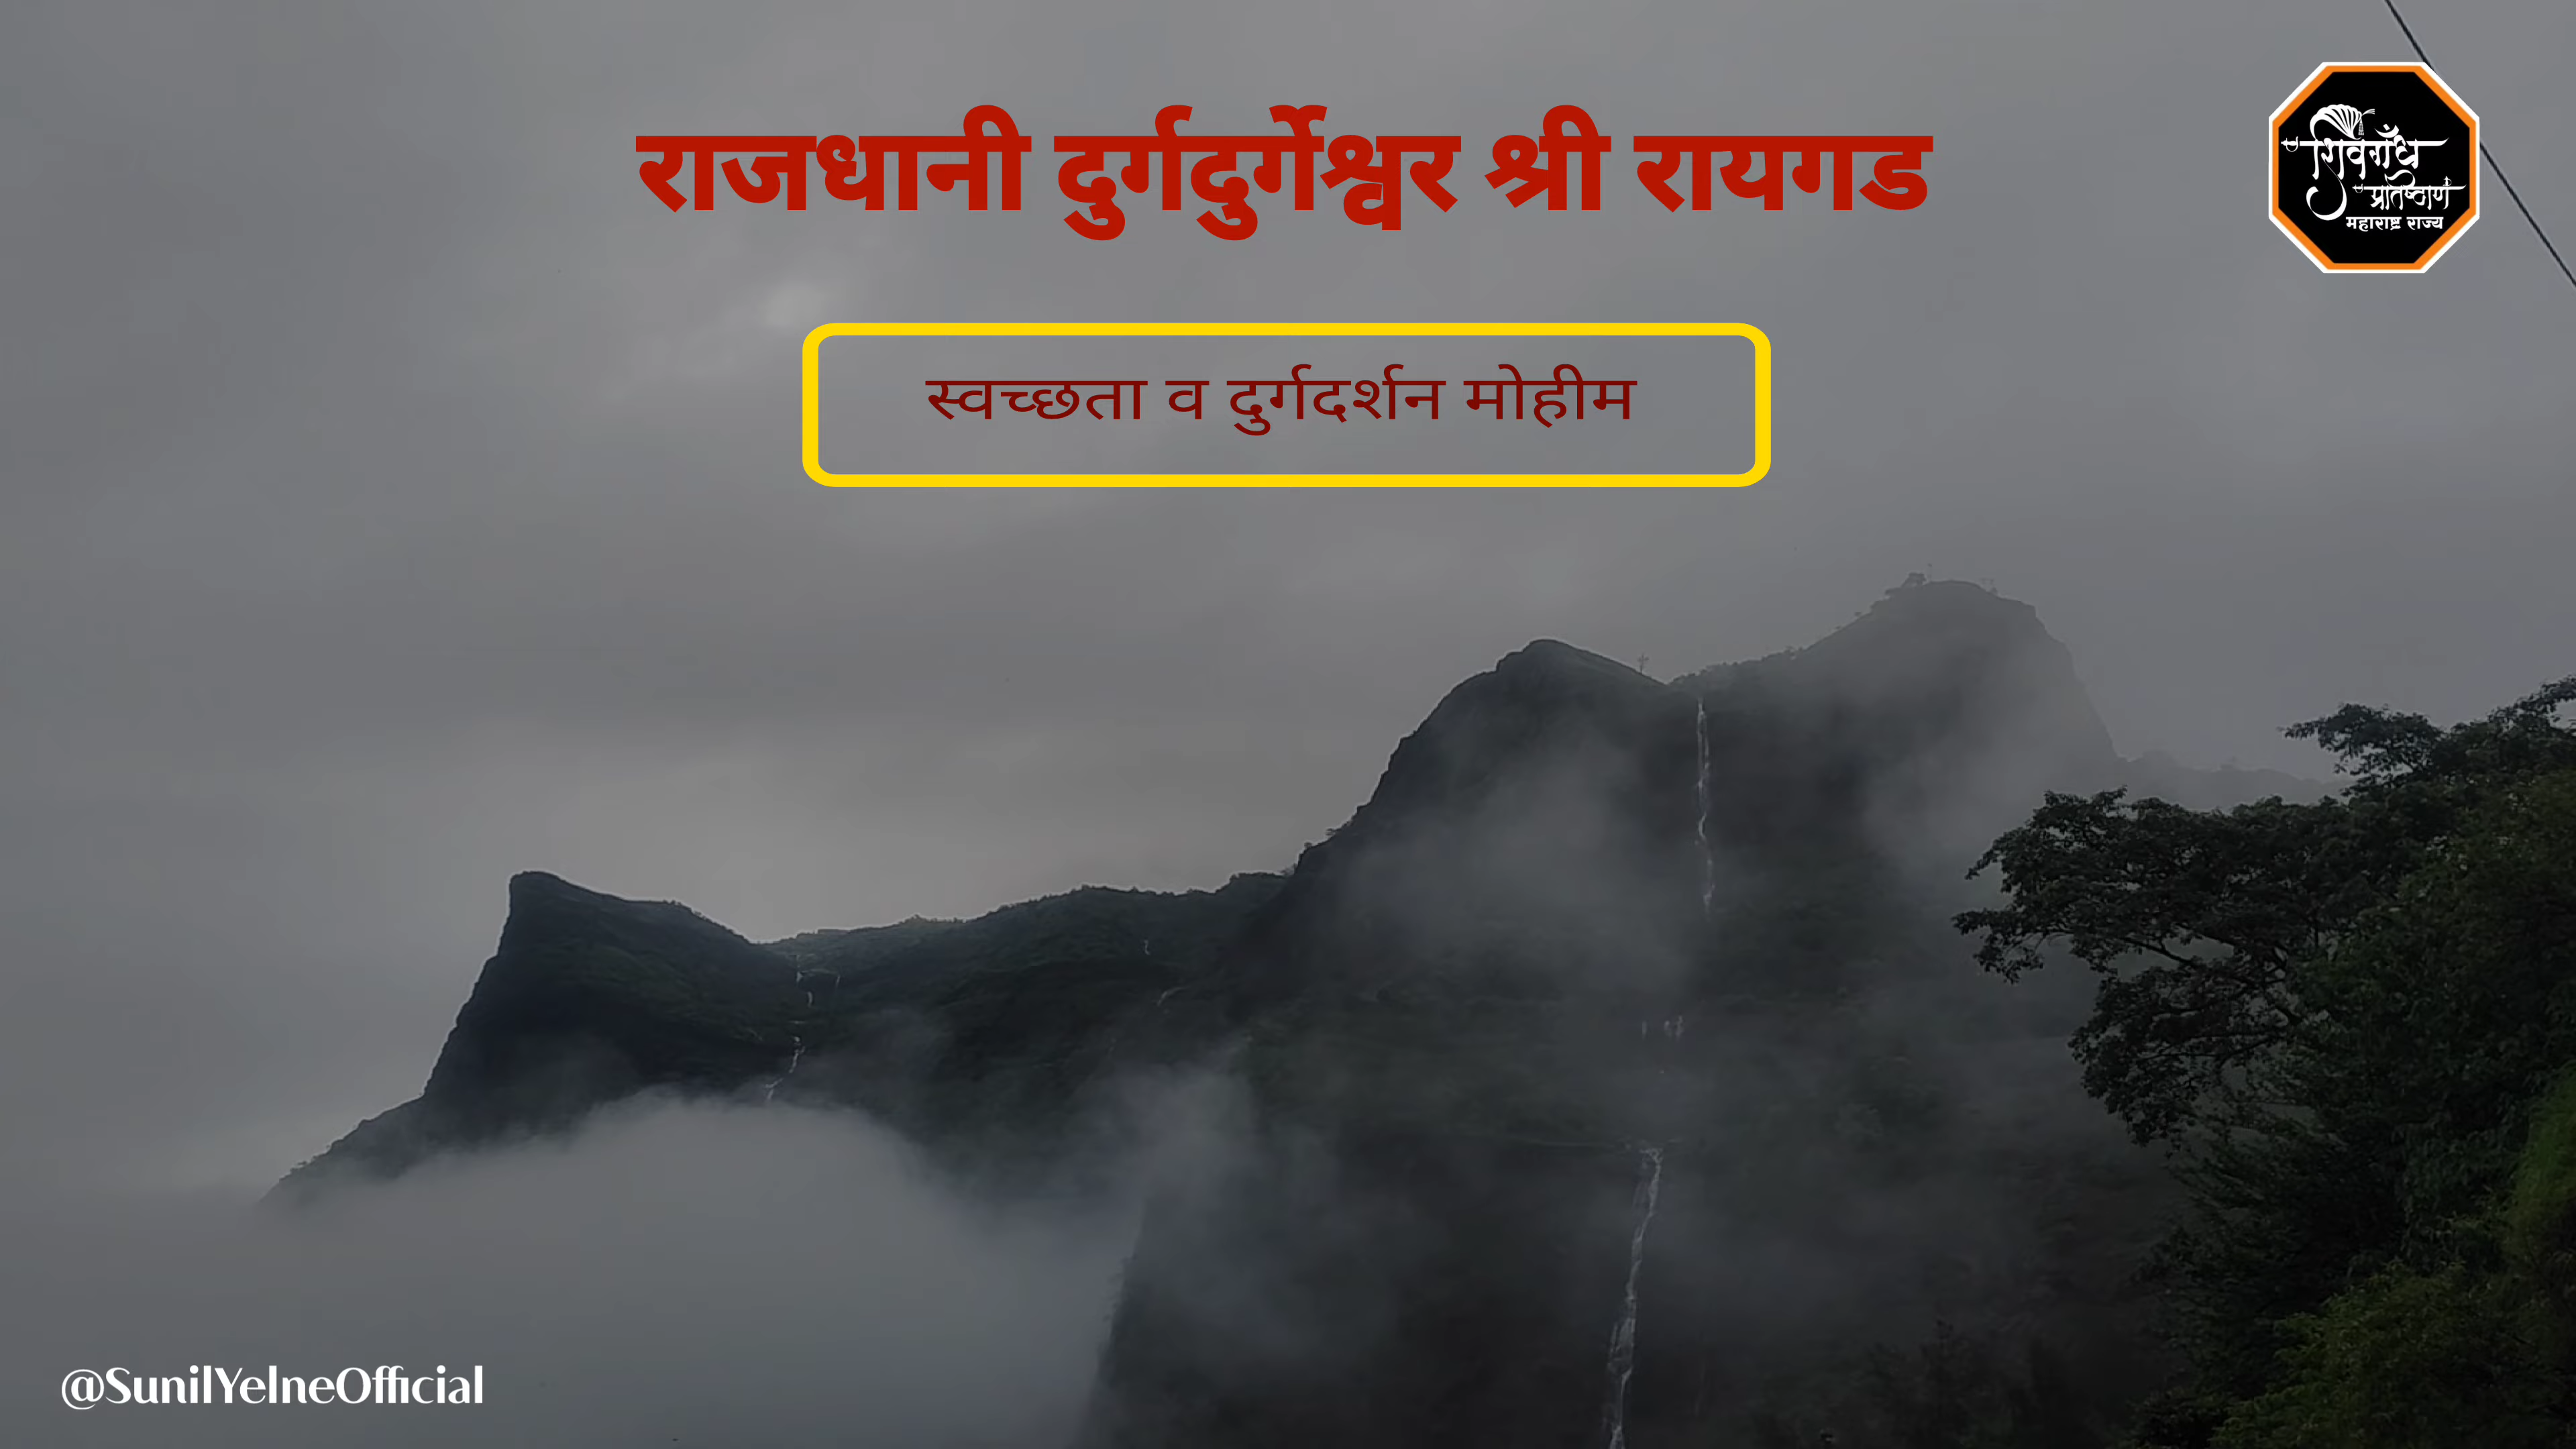 राजधानी दुर्गदुर्गेश्वर श्री रायगड
शिवगँध
प्रतिष्ठाण
महाराष्ट्र राज्य
स्वच्छता व दुर्गदर्शन मोहीम
@SunilYelneOfficial